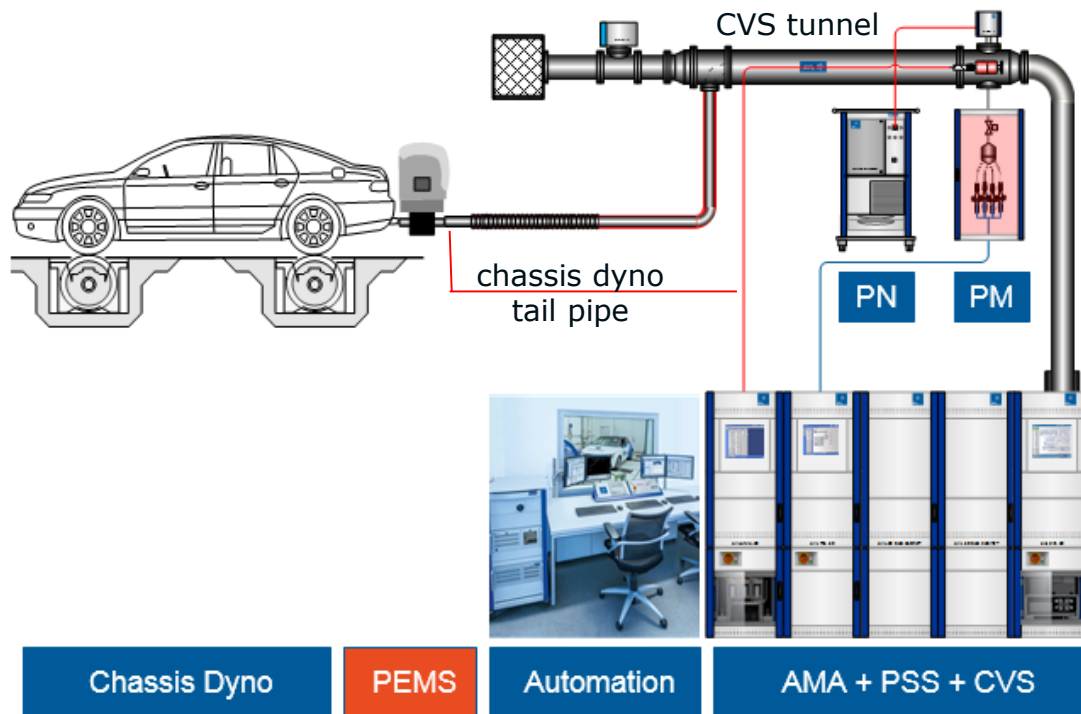 CVS tunnel
chassis dyno
tail pipe
PN
PM
Chassis Dyno
PEMS
Automation
AMA + PSS + CVS